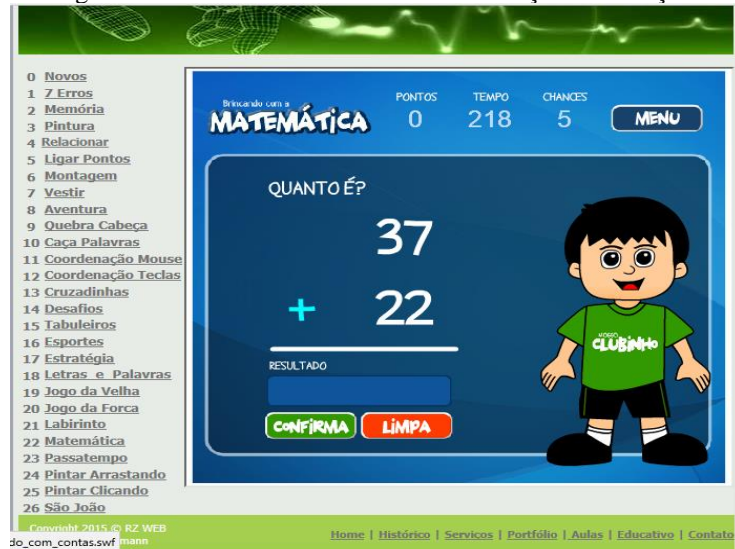 0 Novos
1 7 Erros
2 Memória
3 Pintura
4 Relacionar
5 Ligar Pontos
6 Montagem
7 Vestir
8 Aventura
9 Quebra Cabeça
10 Caça Palavras
11 Coordenação Mouse
12 Coordenação Teclas
13 Cruzadinhas
14 Desafios
15 Tabuleiros
16 Esportes
17 Estratégia
18 Letras e Palavras
19 Jogo da Velha
20 Jogo da Forca
21 Labirinto
22 Matemática
23 Passatempo
24 Pintar Arrastando
25 Pintar Clicando
26 São João
Brincando com a
MATEMÁTICA
PONTOS TEMPO CHANCES
0 218 5
MENU
QUANTO É?
37
+ 22
RESULTADO
CONFIRMA LIMPA
NOSSO
CLUBINHO
Copyright 2015 © RZ WEB
do_com_contas.swf mann
Home | Histórico | Serviços | Portfólio | Aulas | Educativo | Contato